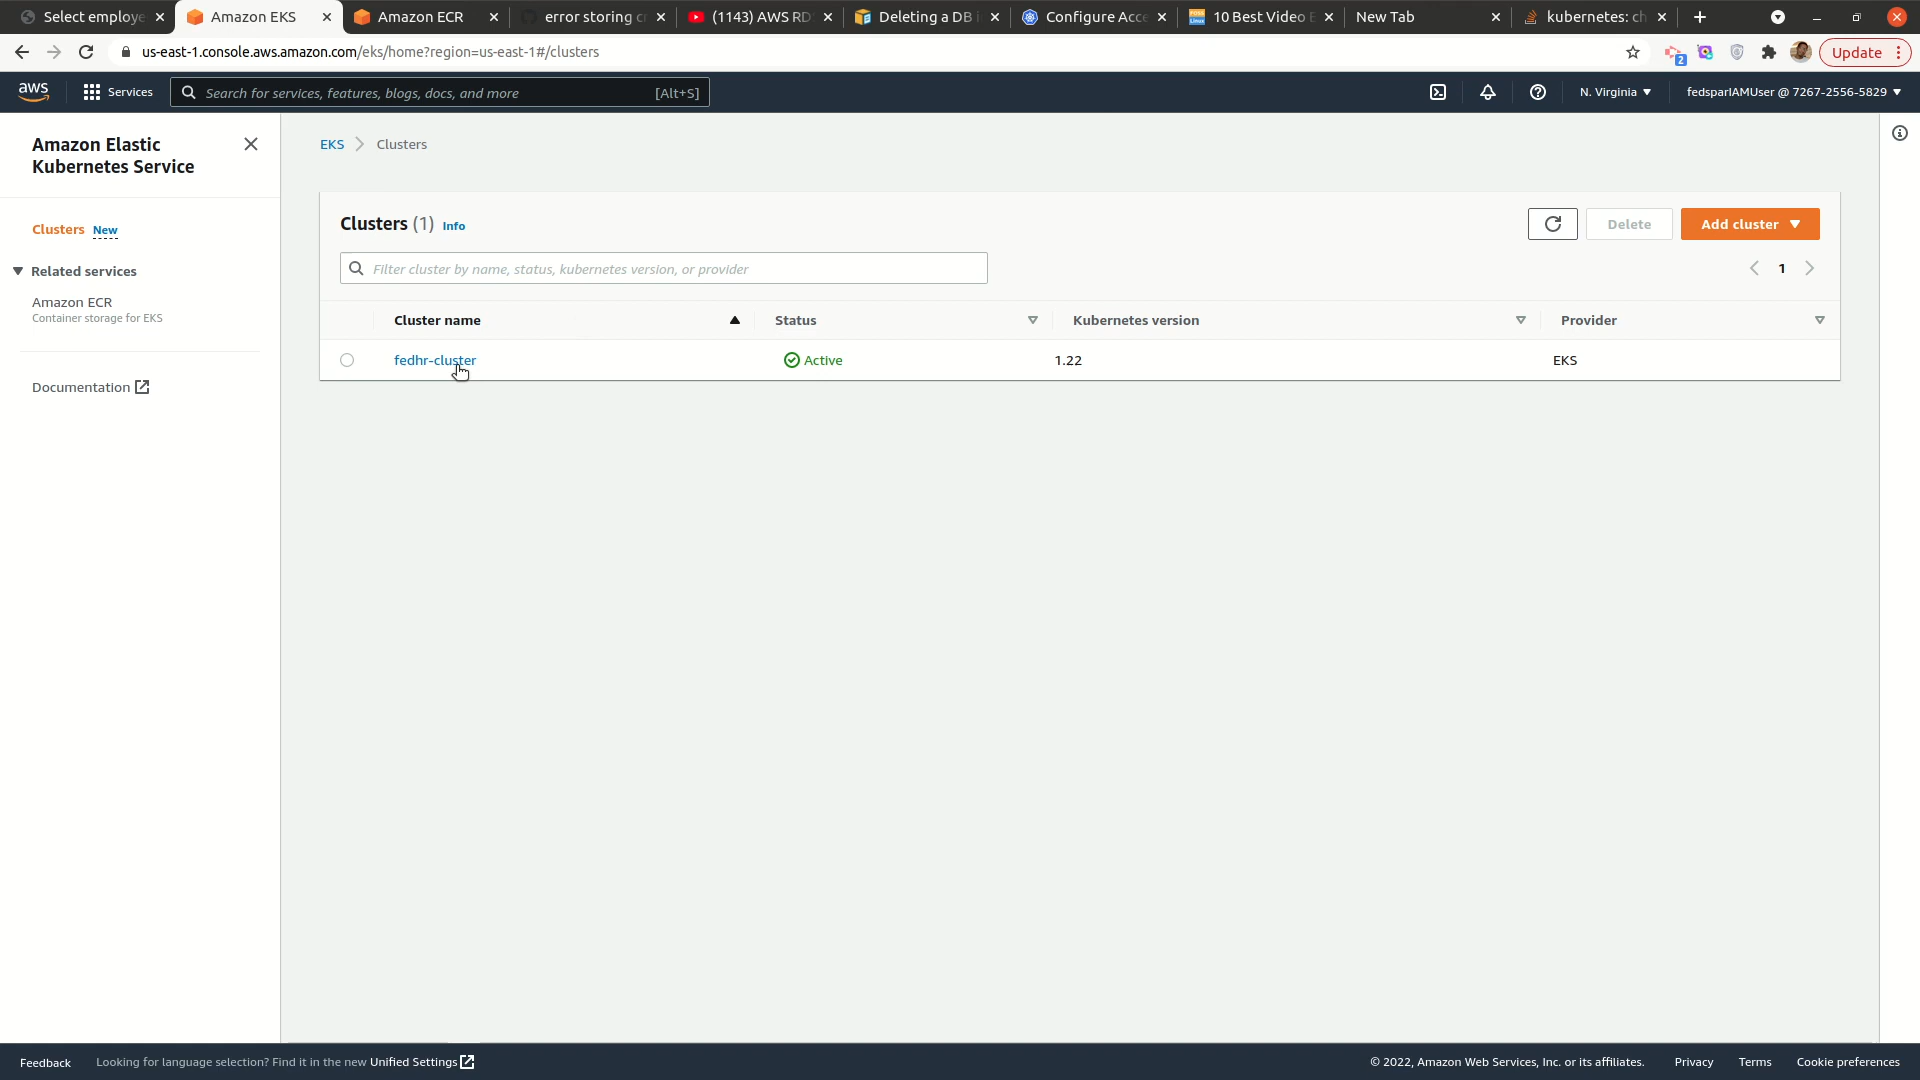 Select employe
Amazon EKS
Amazon ECR
error storing cr
(1143) AWS RD
Deleting a DB i
Configure Acce
10 Best Video E
New Tab
kubernetes: ch
us-east-1.console.aws.amazon.com/eks/home?region=us-east-1#/clusters
2
Update
aws
Services
Search for services, features, blogs, docs, and more
[Alt+S]
N. Virginia
fedsparIAMUser @ 7267-2556-5829
Amazon Elastic
Kubernetes Service
Clusters New
Related services
Amazon ECR
Container storage for EKS
Documentation
EKS
Clusters
Clusters (1) Info
Delete
Add cluster
Filter cluster by name, status, kubernetes version, or provider
1
Cluster name
Status
Kubernetes version
Provider
fedhr-cluster
Active
1.22
EKS
Feedback
Looking for language selection? Find it in the new Unified Settings
© 2022, Amazon Web Services, Inc. or its affiliates.
Privacy
Terms
Cookie preferences